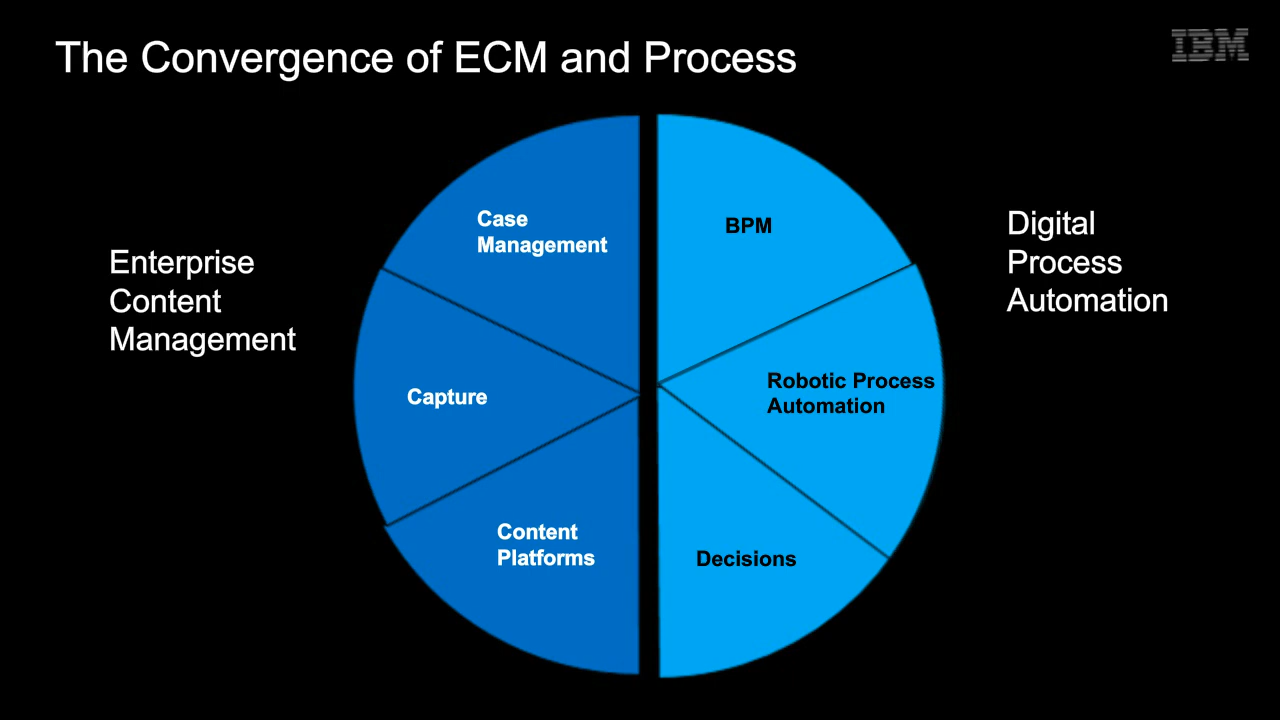 The Convergence of ECM and Process
IBM
Enterprise
Content
Management
Case
Management
Capture
Content
Platforms
BPM
Robotic Process
Automation
Decisions
Digital
Process
Automation